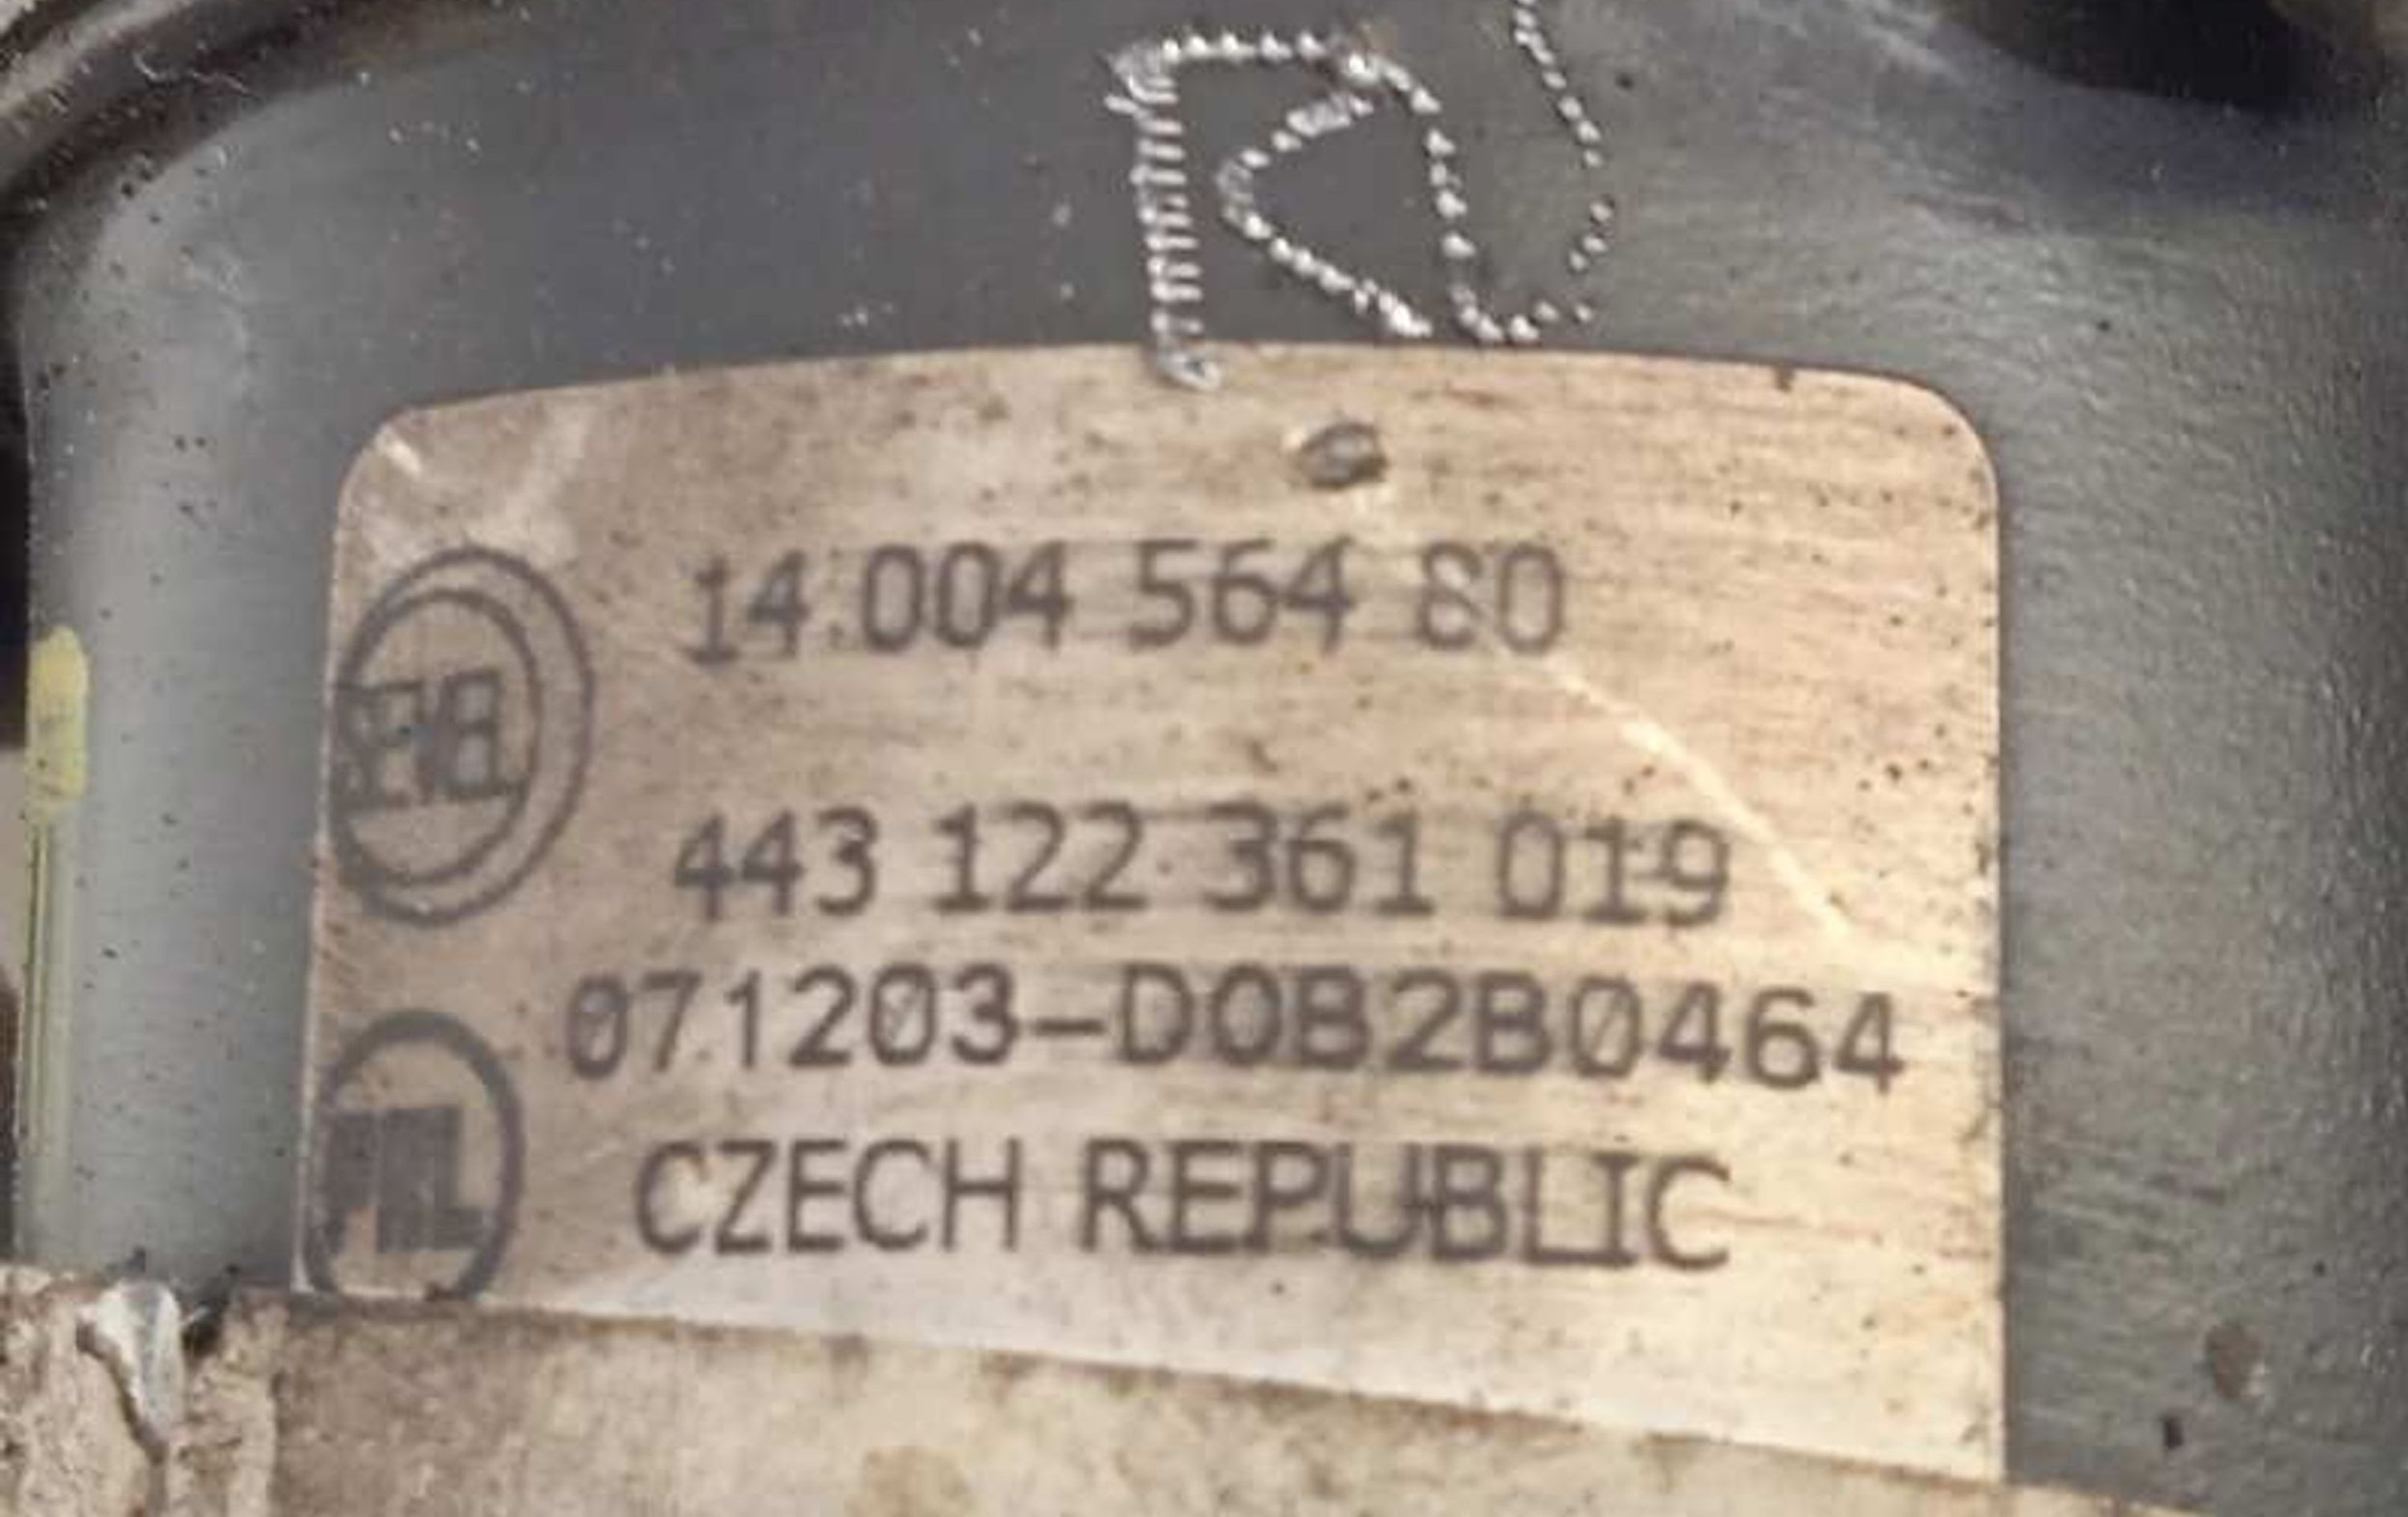 14 004 564 80
443 122 361 019
071203-D0B2B0464
CZECH REPUBLIC